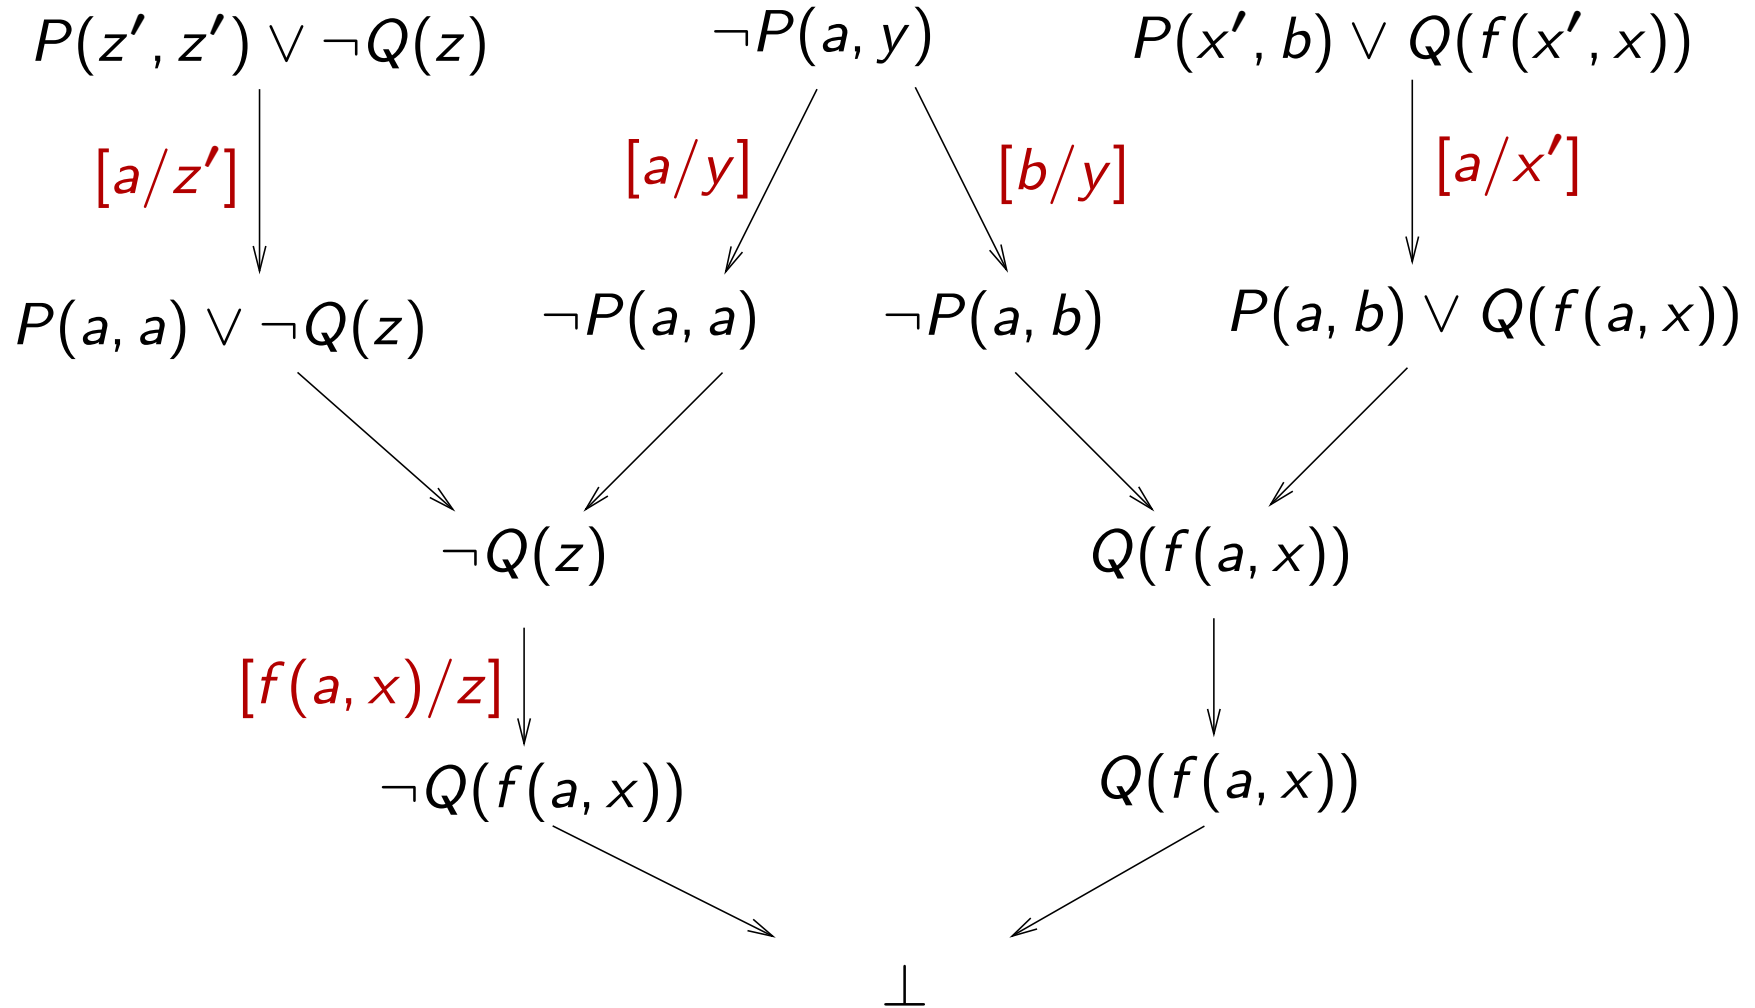 P(z′, z′) ∨ ¬Q(z) ¬P(a, y) P(x′, b) ∨ Q(f(x′, x))
[a/z′] [a/y] [b/y] [a/x′]
P(a, a) ∨ ¬Q(z) ¬P(a, a) ¬P(a, b) P(a, b) ∨ Q(f(a, x))
¬Q(z) Q(f(a, x))
[f(a, x)/z]
¬Q(f(a, x)) Q(f(a, x))
⊥